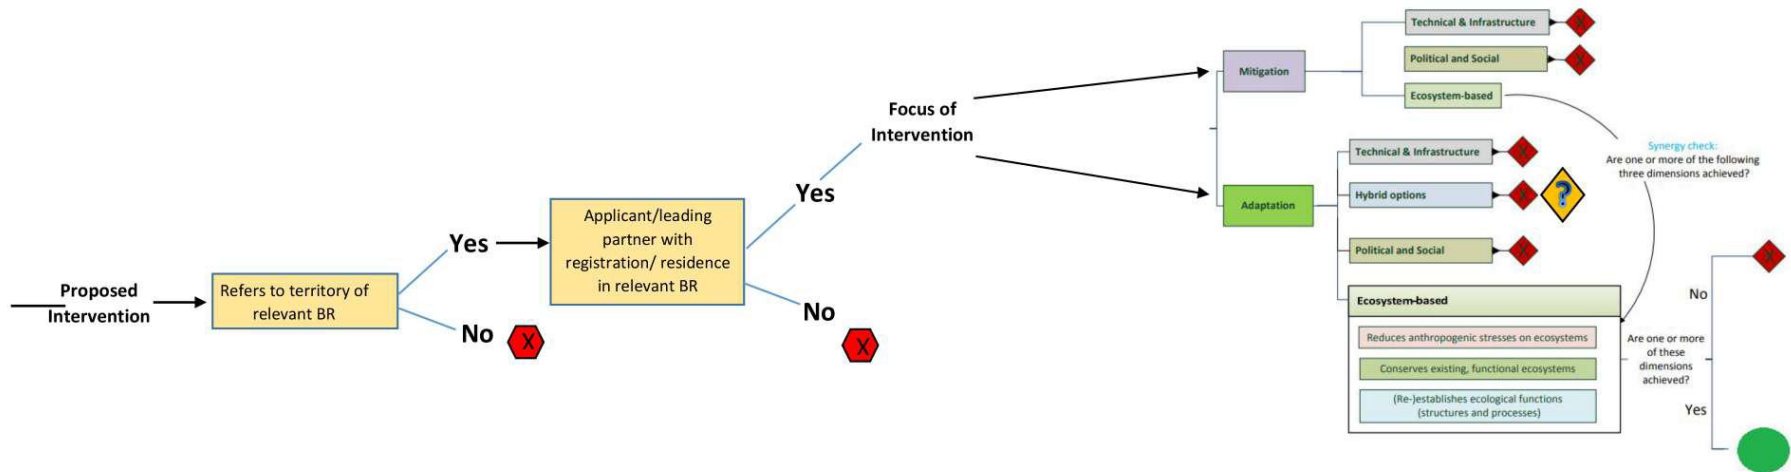 Proposed
Intervention
Refers to territory of
relevant BR
Yes
No
X
Applicant/leading
partner with
registration/ residence
in relevant BR
Yes
No
X
Focus of
Intervention
Mitigation
Technical & Infrastructure
X
Political and Social
X
Ecosystem-based
Synergy check:
Are one or more of the following
three dimensions achieved?
Adaptation
Technical & Infrastructure
X
Hybrid options
X
?
Political and Social
X
Ecosystem-based
Reduces anthropogenic stresses on ecosystems
Conserves existing, functional ecosystems
(Re-)establishes ecological functions
(structures and processes)
Are one or more
of these
dimensions
achieved?
No
X
Yes